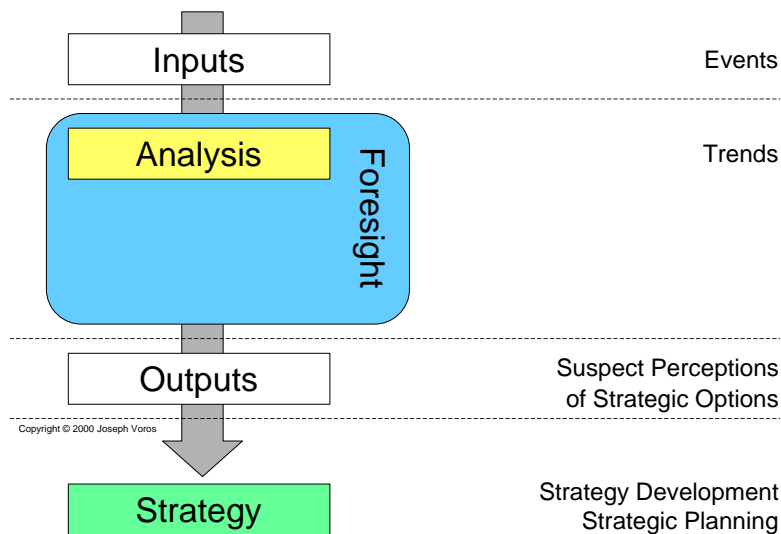 Inputs
Events
Analysis
Trends
Foresight
Outputs
Suspect Perceptions
of Strategic Options
Copyright © 2000 Joseph Voros
Strategy
Strategy Development
Strategic Planning